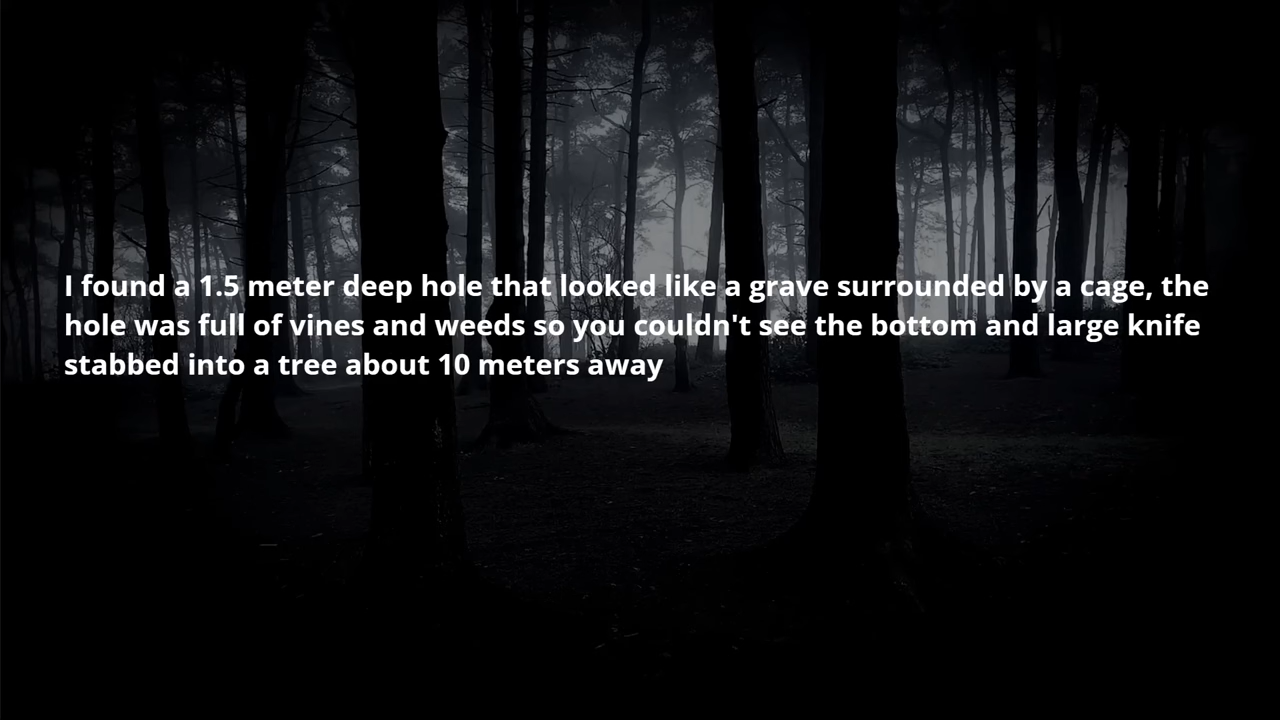 I found a 1.5 meter deep hole that looked like a grave surrounded by a cage, the
hole was full of vines and weeds so you couldn't see the bottom and large knife
stabbed into a tree about 10 meters away